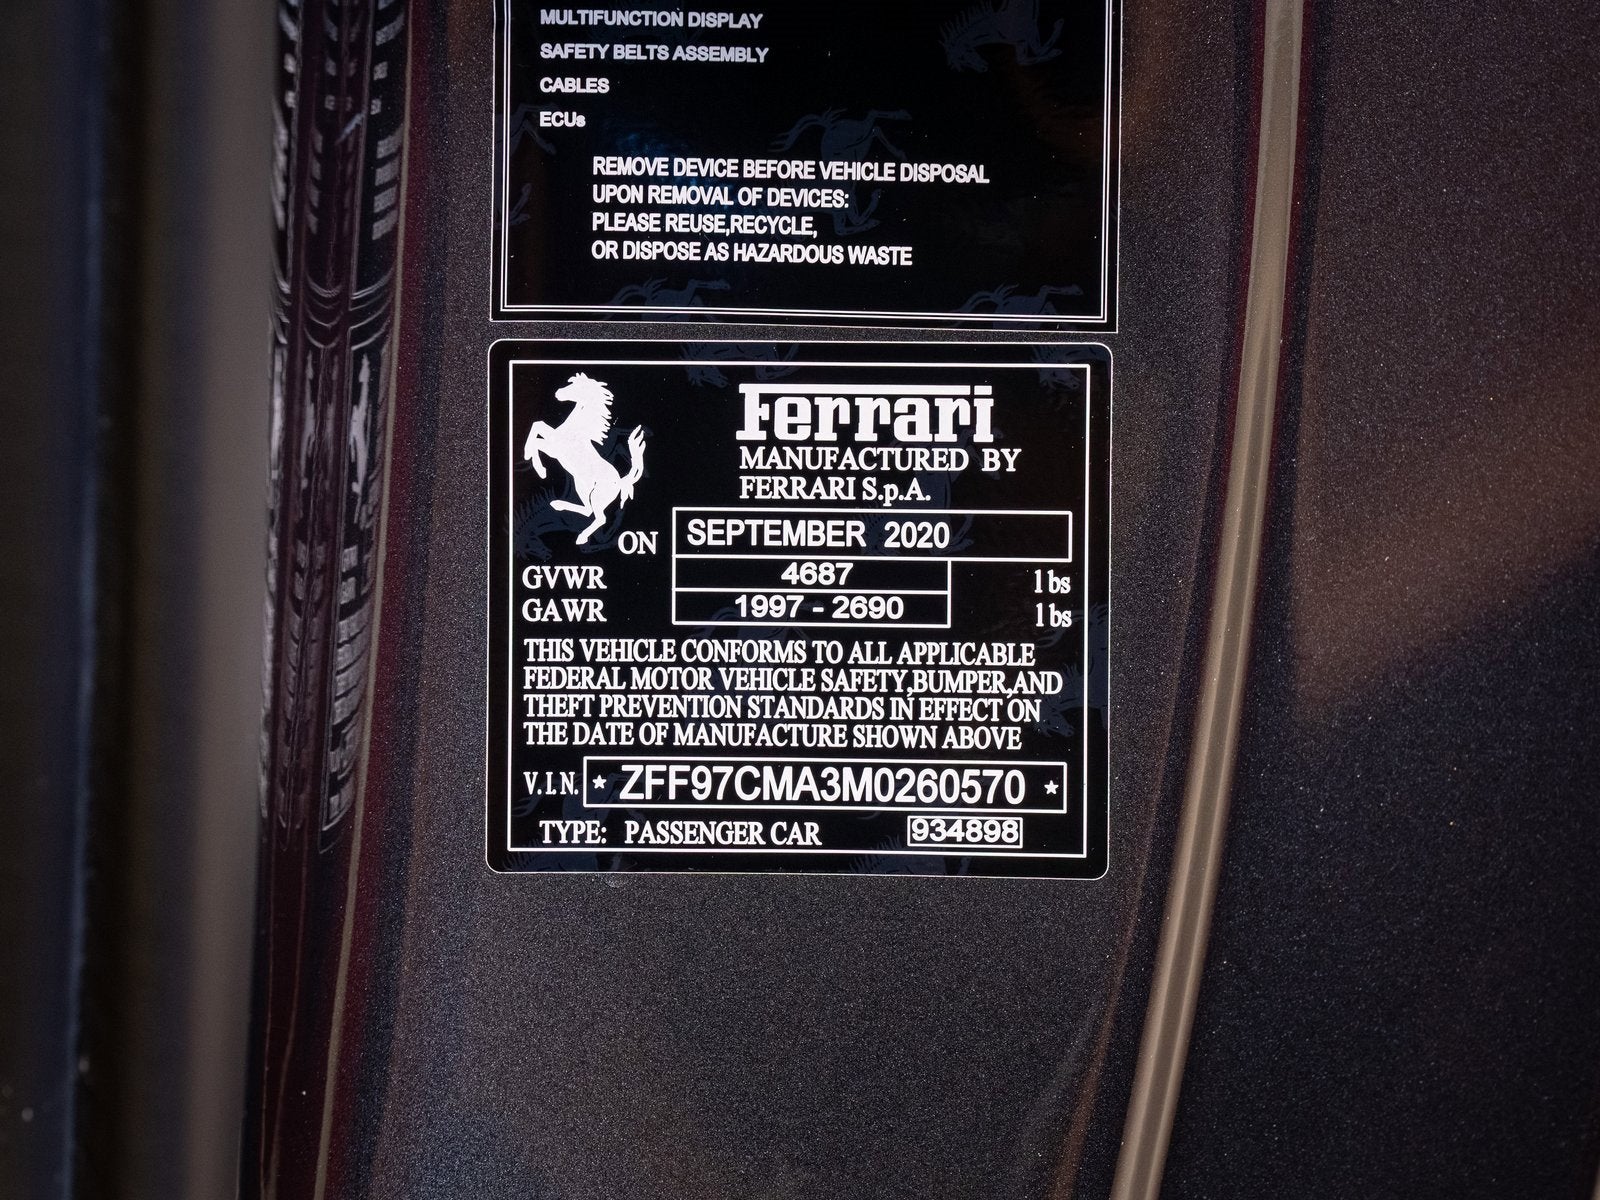 MULTIFUNCTION DISPLAY
SAFETY BELTS ASSEMBLY
CABLES
ECUs
REMOVE DEVICE BEFORE VEHICLE DISPOSAL
UPON REMOVAL OF DEVICES:
PLEASE REUSE,RECYCLE,
OR DISPOSE AS HAZARDOUS WASTE
Ferrari
MANUFACTURED BY
FERRARI S.p.A.
ON SEPTEMBER 2020
GVWR 4687 lbs
GAWR 1997 - 2690 lbs
THIS VEHICLE CONFORMS TO ALL APPLICABLE
FEDERAL MOTOR VEHICLE SAFETY,BUMPER,AND
THEFT PREVENTION STANDARDS IN EFFECT ON
THE DATE OF MANUFACTURE SHOWN ABOVE
V.I.N. * ZFF97CMA3M0260570 *
TYPE: PASSENGER CAR 934898